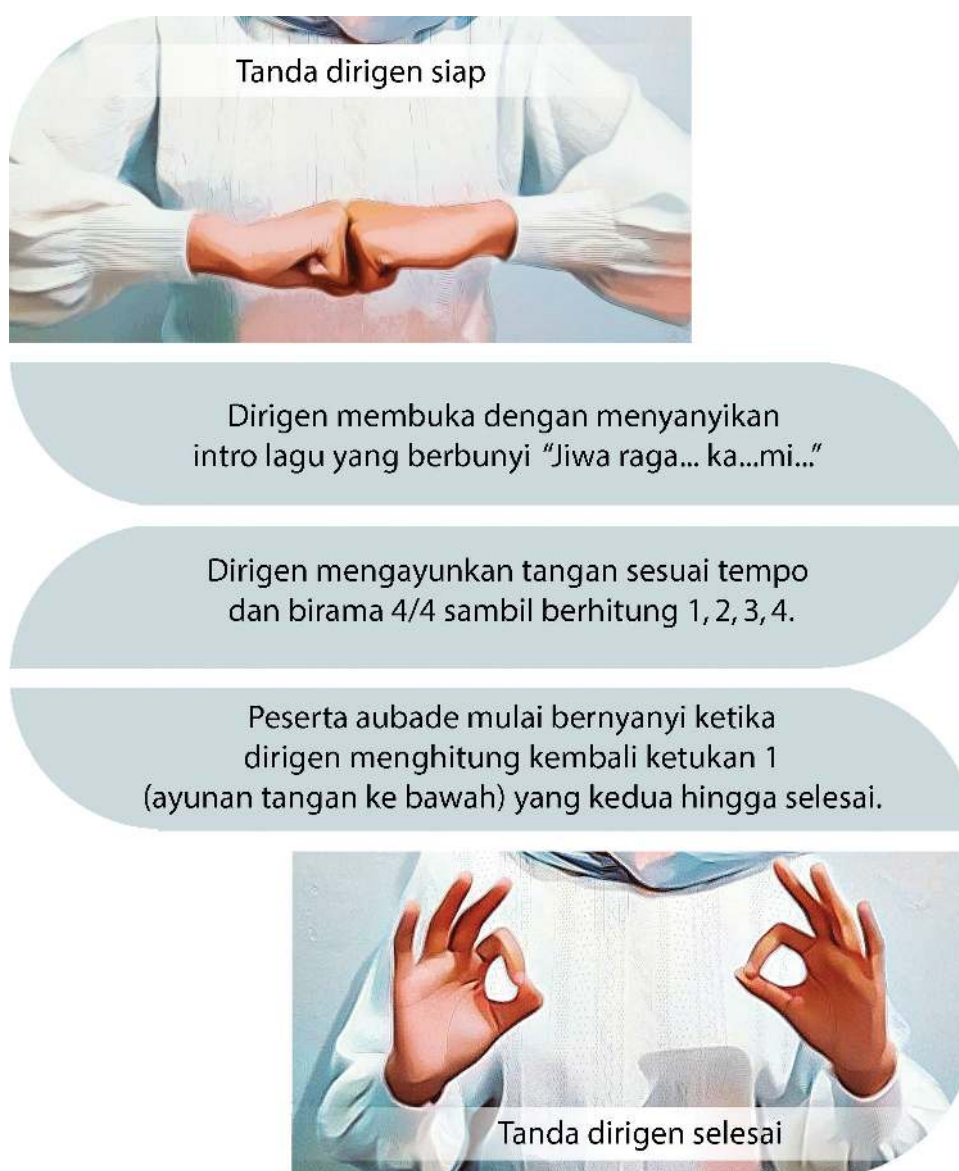 Tanda dirigen siap
Dirigen membuka dengan menyanyikan
intro lagu yang berbunyi “Jiwa raga... ka...mi...”
Dirigen mengayunkan tangan sesuai tempo
dan birama 4/4 sambil berhitung 1, 2, 3, 4.
Peserta aubade mulai bernyanyi ketika
dirigen menghitung kembali ketukan 1
(ayunan tangan ke bawah) yang kedua hingga selesai.
Tanda dirigen selesai